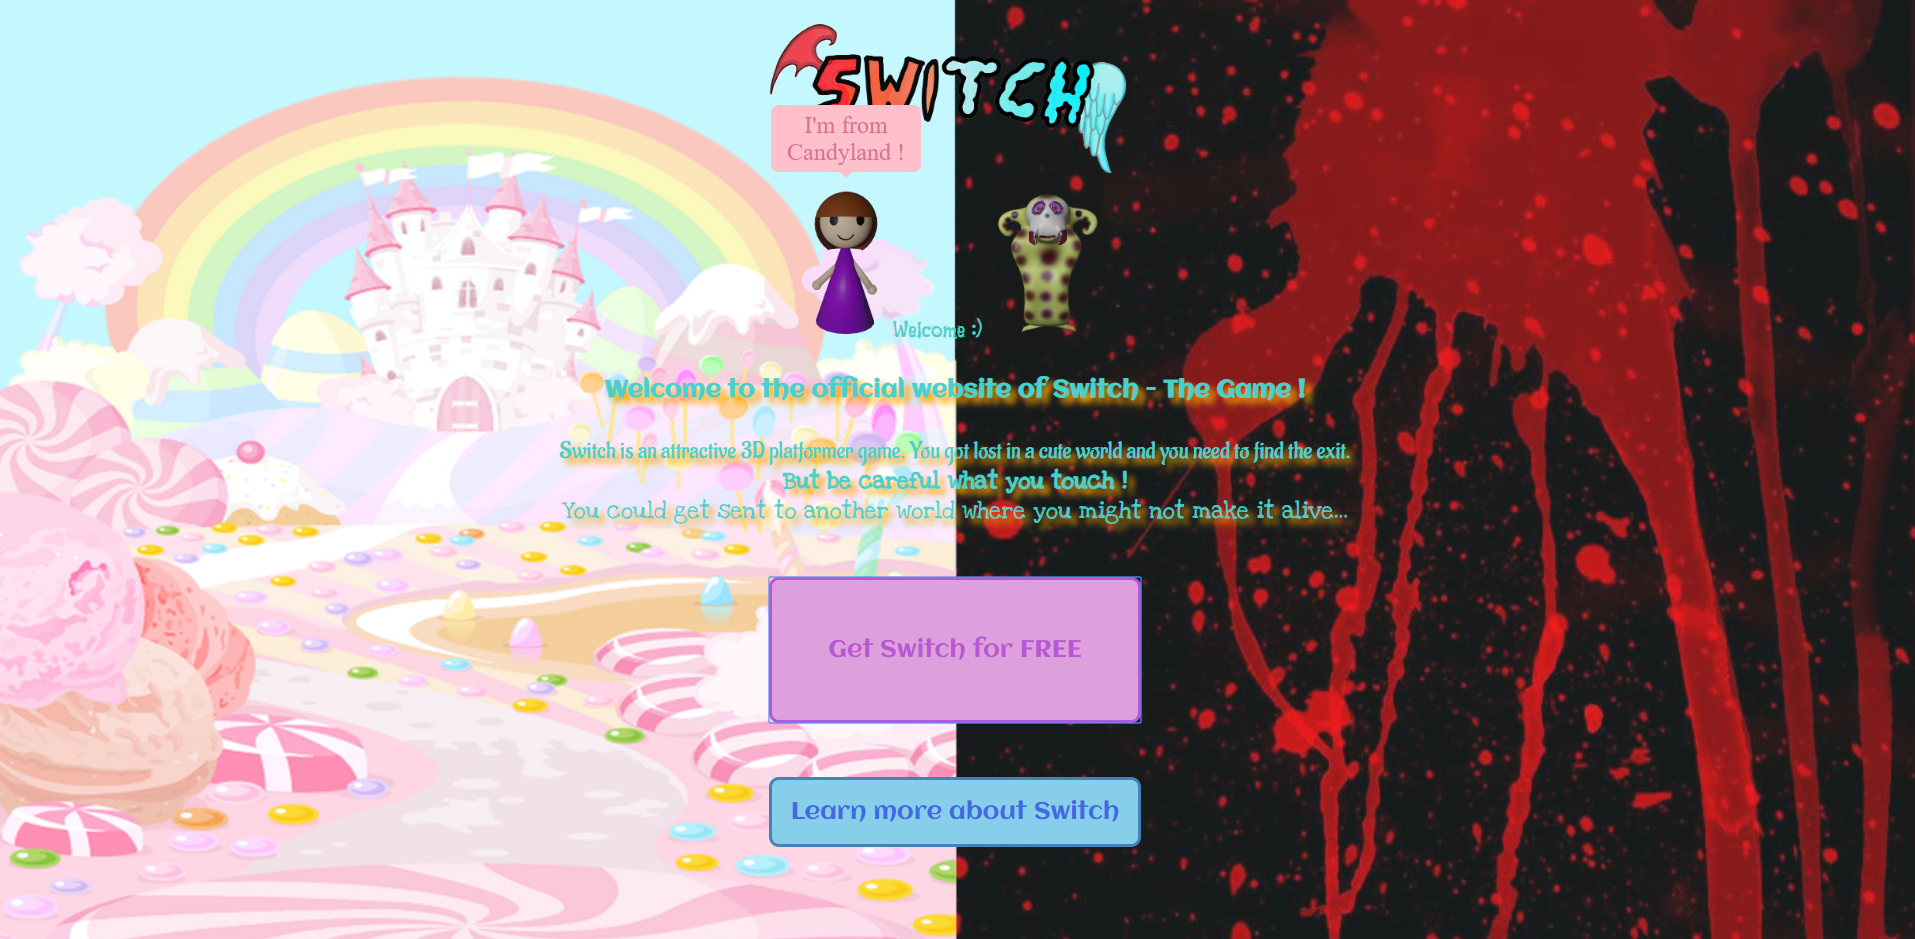 SWITCH
I'm from
Candyland !
Welcome :)
Welcome to the official website of Switch - The Game !
Switch is an attractive 3D platformer game. You got lost in a cute world and you need to find the exit.
But be careful what you touch !
You could get sent to another world where you might not make it alive...
Get Switch for FREE
Learn more about Switch